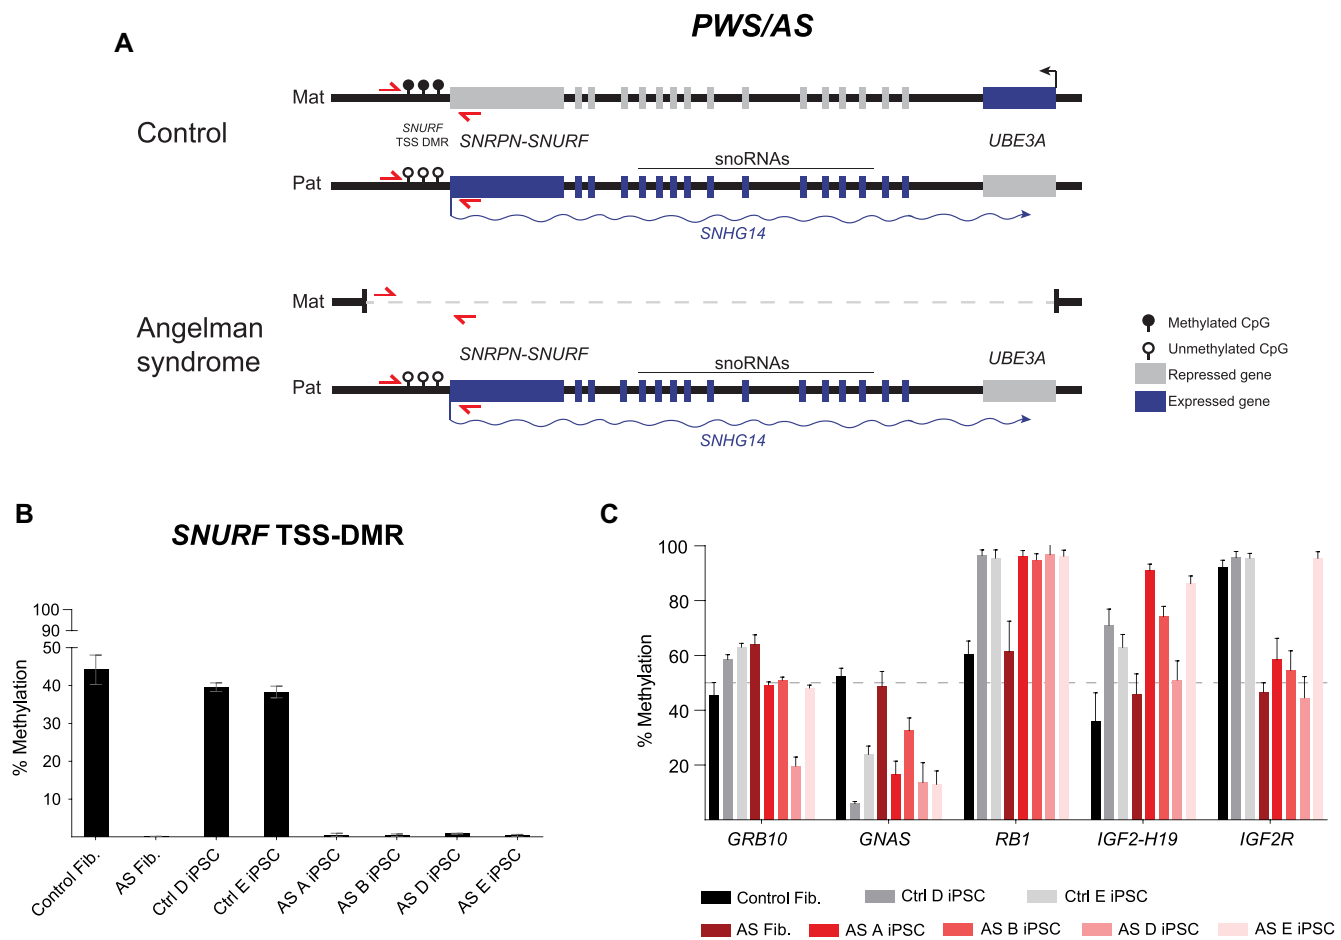 PWS/AS
A
Mat
Control
SNURF
TSS DMR
SNRPN-SNURF
UBE3A
snoRNAs
Pat
SNHG14
Mat
Angelman
syndrome
SNRPN-SNURF
UBE3A
snoRNAs
Pat
SNHG14
Methylated CpG
Unmethylated CpG
Repressed gene
Expressed gene
B
SNURF TSS-DMR
% Methylation
100
90
50
40
30
20
10
Control Fib.
AS Fib.
Ctrl D iPSC
Ctrl E iPSC
AS A iPSC
AS B iPSC
AS D iPSC
AS E iPSC
C
% Methylation
100
80
60
40
20
GRB10
GNAS
RB1
IGF2-H19
IGF2R
Control Fib.
Ctrl D iPSC
Ctrl E iPSC
AS Fib.
AS A iPSC
AS B iPSC
AS D iPSC
AS E iPSC